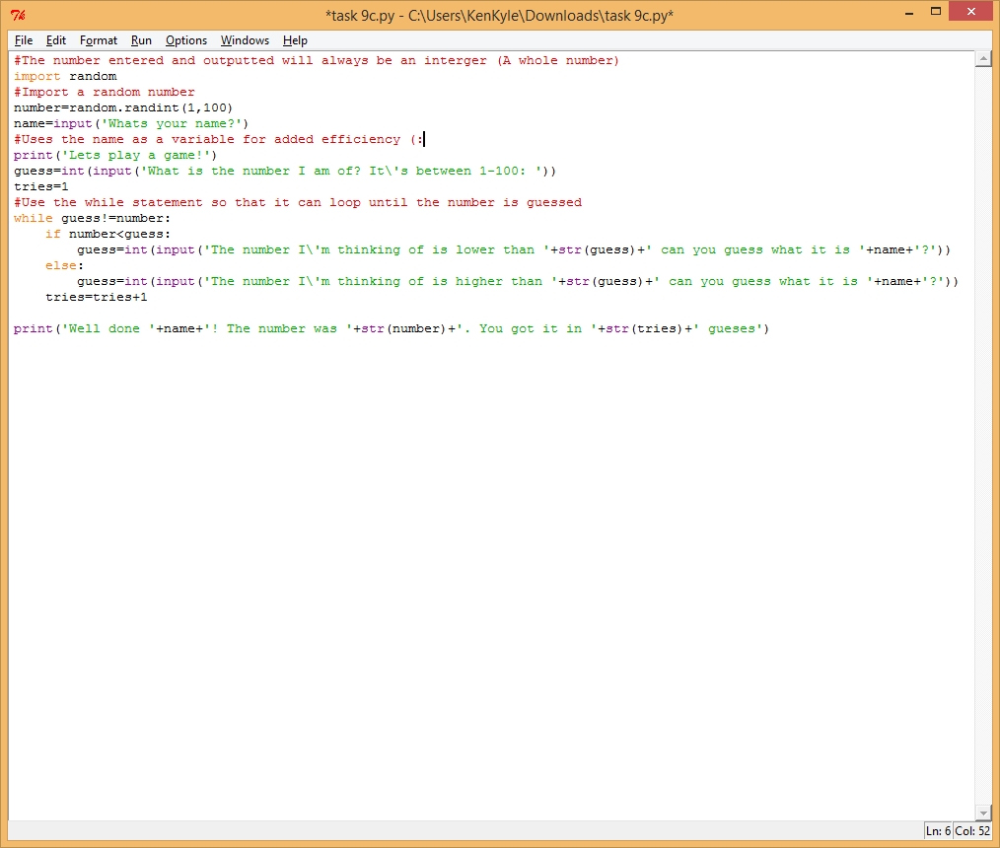 *task 9c.py - C:\Users\KenKyle\Downloads\task 9c.py*
File Edit Format Run Options Windows Help
#The number entered and outputted will always be an interger (A whole number)
import random
#Import a random number
number=random.randint(1,100)
name=input('Whats your name?')
#Uses the name as a variable for added efficiency (:
print('Lets play a game!')
guess=int(input('What is the number I am of? It\'s between 1-100: '))
tries=1
#Use the while statement so that it can loop until the number is guessed
while guess!=number:
    if number<guess:
        guess=int(input('The number I\'m thinking of is lower than '+str(guess)+' can you guess what it is '+name+'?'))
    else:
        guess=int(input('The number I\'m thinking of is higher than '+str(guess)+' can you guess what it is '+name+'?'))
    tries=tries+1
print('Well done '+name+'! The number was '+str(number)+'. You got it in '+str(tries)+' gueses')
Ln: 6 Col: 52